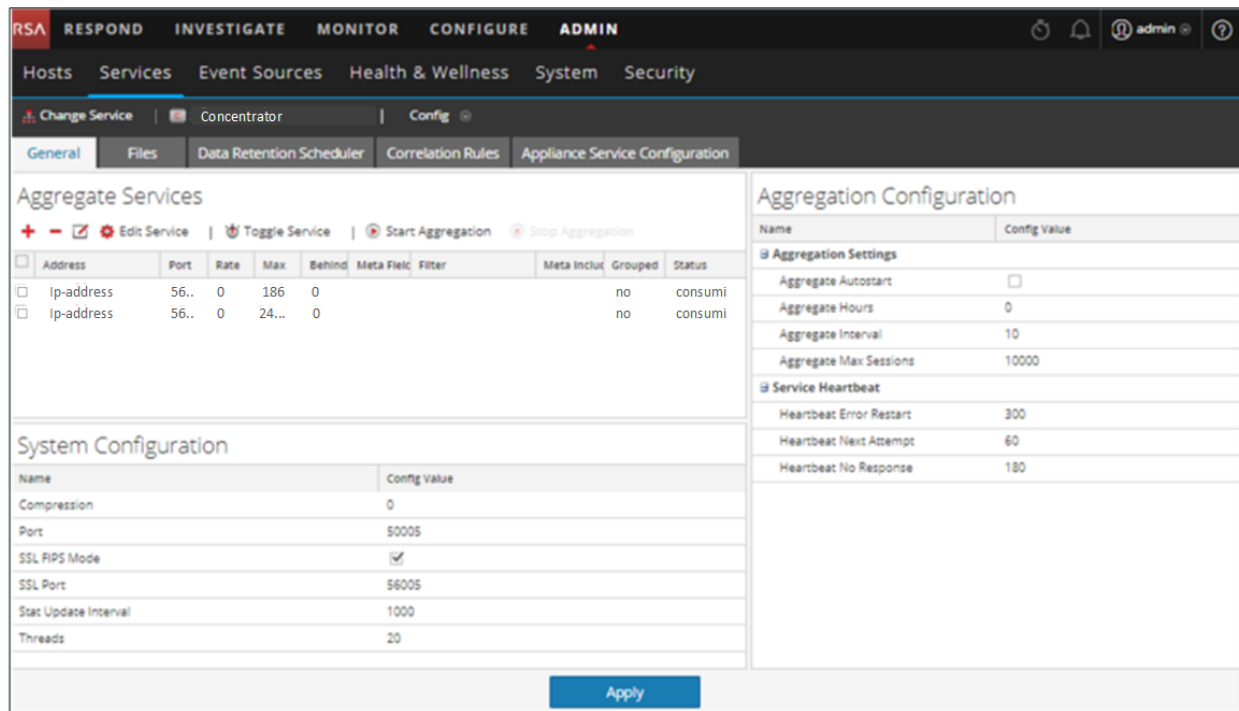 RSA RESPOND INVESTIGATE MONITOR CONFIGURE ADMIN admin ?
Hosts Services Event Sources Health & Wellness System Security
Change Service | Concentrator | Config
General Files Data Retention Scheduler Correlation Rules Appliance Service Configuration
Aggregate Services
+ - Edit Service | Toggle Service | Start Aggregation Stop Aggregation
Address Port Rate Max Behind Meta Fielc Filter Meta Includ Grouped Status
Ip-address 56.. 0 186 0 no consumi
Ip-address 56.. 0 24... 0 no consumi
System Configuration
Name Config Value
Compression 0
Port 50005
SSL FIPS Mode
SSL Port 56005
Stat Update Interval 1000
Threads 20
Aggregation Configuration
Name Config Value
Aggregation Settings
Aggregate Autostart
Aggregate Hours 0
Aggregate Interval 10
Aggregate Max Sessions 10000
Service Heartbeat
Heartbeat Error Restart 300
Heartbeat Next Attempt 60
Heartbeat No Response 180
Apply